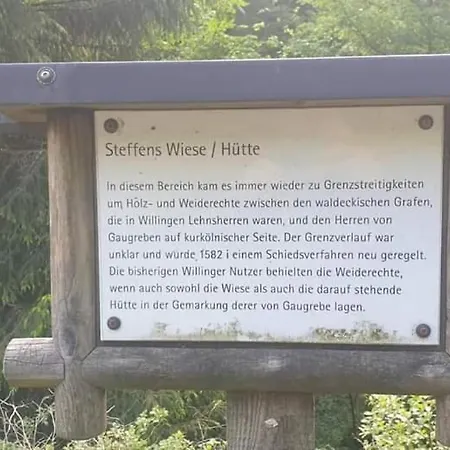 Steffens Wiese / Hütte
In diesem Bereich kam es immer wieder zu Grenzstreitigkeiten
um Holz- und Weiderechte zwischen den waldeckischen Grafen,
die in Willingen Lehnsherren waren, und den Herren von
Gaugreben auf kurkölnischer Seite. Der Grenzverlauf war
unklar und wurde 1582 i einem Schiedsverfahren neu geregelt.
Die bisherigen Willinger Nutzer behielten die Weiderechte,
wenn auch sowohl die Wiese als auch die darauf stehende
Hütte in der Gemarkung derer von Gaugrebe lagen.